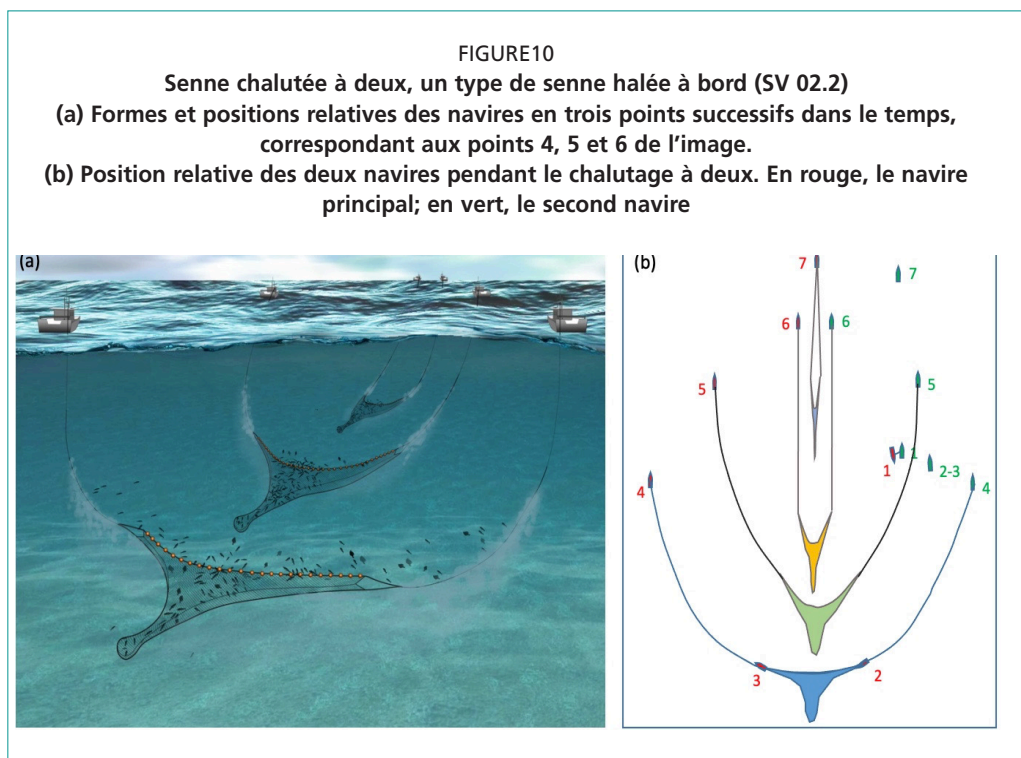 FIGURE10
Senne chalutée à deux, un type de senne halée à bord (SV 02.2)
(a) Formes et positions relatives des navires en trois points successifs dans le temps,
correspondant aux points 4, 5 et 6 de l'image.
(b) Position relative des deux navires pendant le chalutage à deux. En rouge, le navire
principal; en vert, le second navire
(a)
(b)
7
7
6
6
5
5
1
1
2-3
4
4
3
2